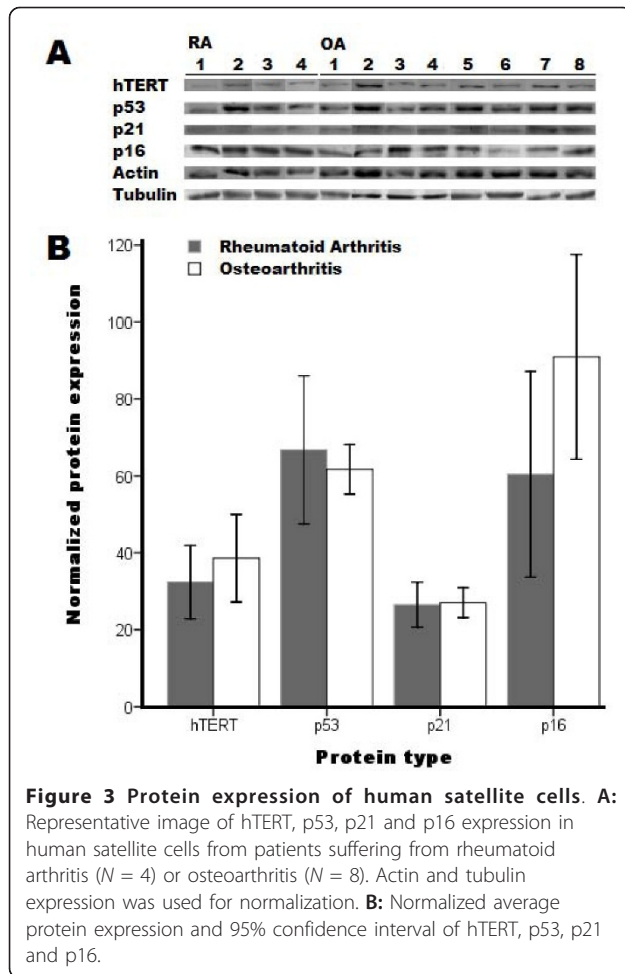 A
RA OA
1 2 3 4 1 2 3 4 5 6 7 8
hTERT
p53
p21
p16
Actin
Tubulin
B
Rheumatoid Arthritis
Osteoarthritis
Normalized protein expression
120
100
80
60
40
20
0
hTERT p53 p21 p16
Protein type
Figure 3 Protein expression of human satellite cells. A:
Representative image of hTERT, p53, p21 and p16 expression in
human satellite cells from patients suffering from rheumatoid
arthritis (N = 4) or osteoarthritis (N = 8). Actin and tubulin
expression was used for normalization. B: Normalized average
protein expression and 95% confidence interval of hTERT, p53, p21
and p16.